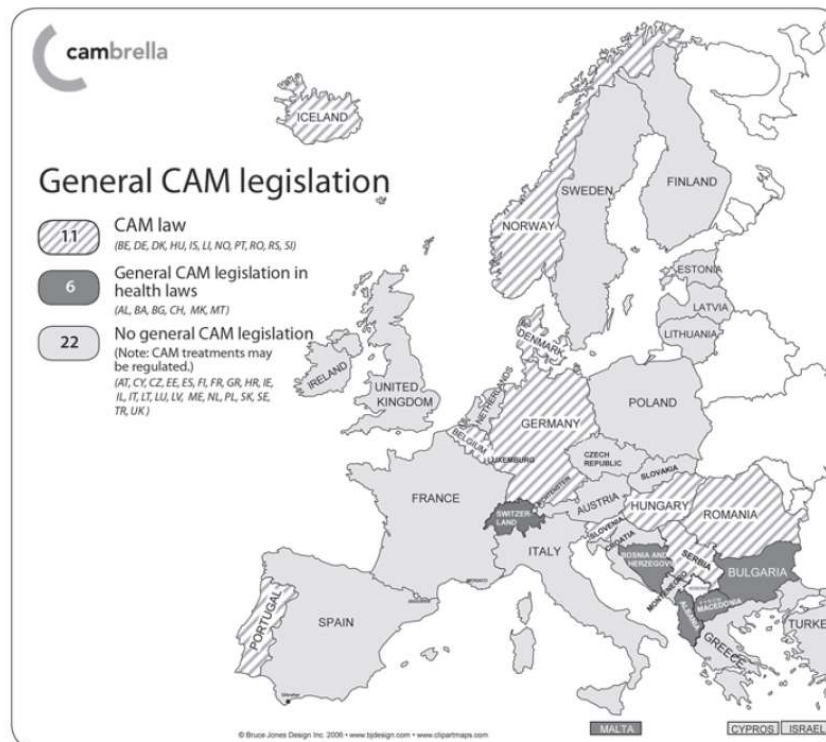 cambrella
General CAM legislation
11
CAM law
(BE, DE, DK, HU, IS, LI, NO, PT, RO, RS, SI)
6
General CAM legislation in
health laws
(AL, BA, BG, CH, MK, MT)
22
No general CAM legislation
(Note: CAM treatments may
be regulated.)
(AT, CY, CZ, EE, ES, FI, FR, GR, HR, IE,
IL, IT, LT, LU, LV, ME, NL, PL, SK, SE,
TR, UK)
ICELAND
NORWAY
SWEDEN
FINLAND
ESTONIA
LATVIA
LITHUANIA
DENMARK
IRELAND
UNITED
KINGDOM
NETHERLANDS
BELGIUM
LUXEMBURG
GERMANY
POLAND
CZECH
REPUBLIC
SLOVAKIA
FRANCE
SWITZER-
LAND
LICHTENSTEIN
AUSTRIA
HUNGARY
ROMANIA
SLOVENIA
CROATIA
ITALY
BOSNIA AND
HERZEGOV
SERBIA
MONTENEGRO
BULGARIA
MACEDONIA
ALBANIA
GREECE
TURKE
PORTUGAL
SPAIN
MONACO
Gibraltar
© Bruce Jones Design Inc. 2006 • www.bjdesign.com • www.clipartmaps.com
MALTA
CYPROS
ISRAEL